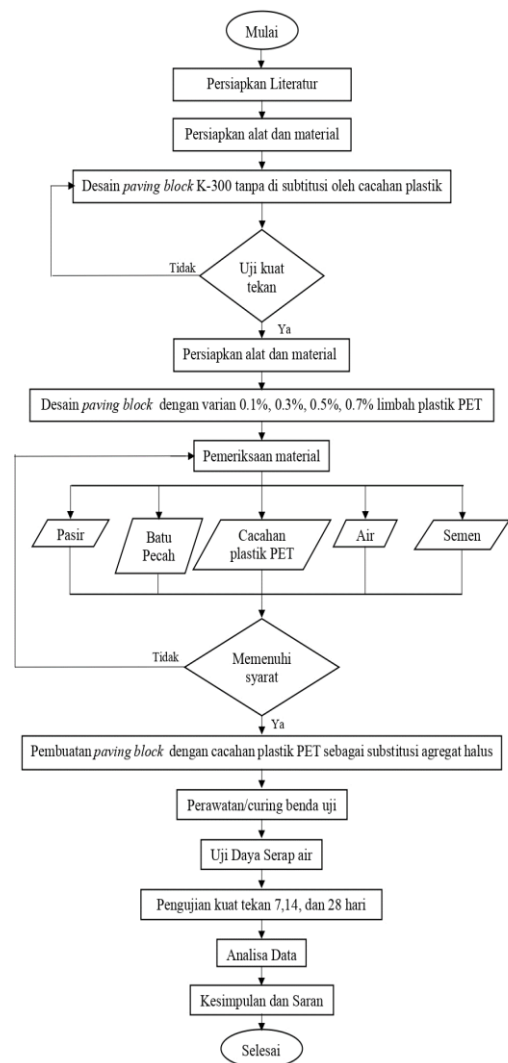 Mulai
Persiapkan Literatur
Persiapkan alat dan material
Desain paving block K-300 tanpa di subtitusi oleh cacahan plastik
Tidak
Uji kuat
tekan
Ya
Persiapkan alat dan material
Desain paving block dengan varian 0.1%, 0.3%, 0.5%, 0.7% limbah plastik PET
Pemeriksaan material
Pasir
Batu
Pecah
Cacahan
plastik PET
Air
Semen
Tidak
Memenuhi
syarat
Ya
Pembuatan paving block dengan cacahan plastik PET sebagai substitusi agregat halus
Perawatan/curing benda uji
Uji Daya Serap air
Pengujian kuat tekan 7,14, dan 28 hari
Analisa Data
Kesimpulan dan Saran
Selesai